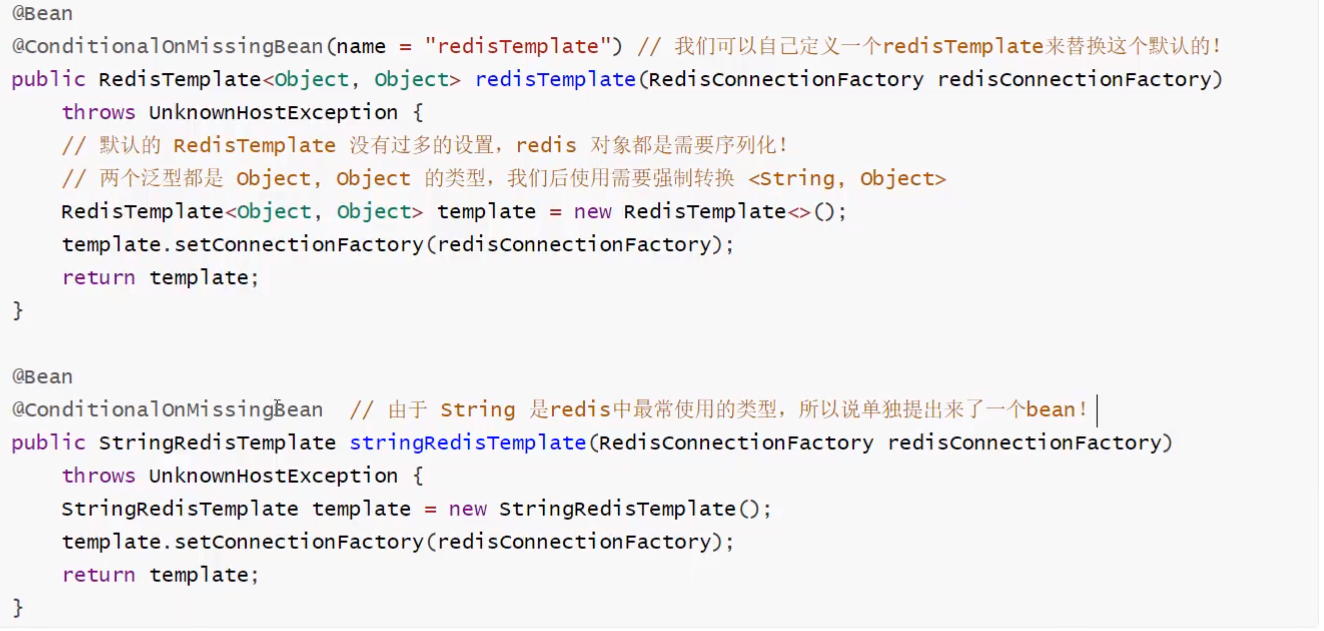 @Bean
@ConditionalOnMissingBean(name = "redisTemplate") // 我们可以自己定义一个redisTemplate来替换这个默认的!
public RedisTemplate<Object, Object> redisTemplate(RedisConnectionFactory redisConnectionFactory)
    throws UnknownHostException {
    // 默认的 RedisTemplate 没有过多的设置，redis 对象都是需要序列化!
    // 两个泛型都是 Object, Object 的类型，我们后使用需要强制转换 <String, Object>
    RedisTemplate<Object, Object> template = new RedisTemplate<>();
    template.setConnectionFactory(redisConnectionFactory);
    return template;
}
@Bean
@ConditionalOnMissingBean  // 由于 String 是redis中最常使用的类型，所以说单独提出来了一个bean!
public StringRedisTemplate stringRedisTemplate(RedisConnectionFactory redisConnectionFactory)
    throws UnknownHostException {
    StringRedisTemplate template = new StringRedisTemplate();
    template.setConnectionFactory(redisConnectionFactory);
    return template;
}